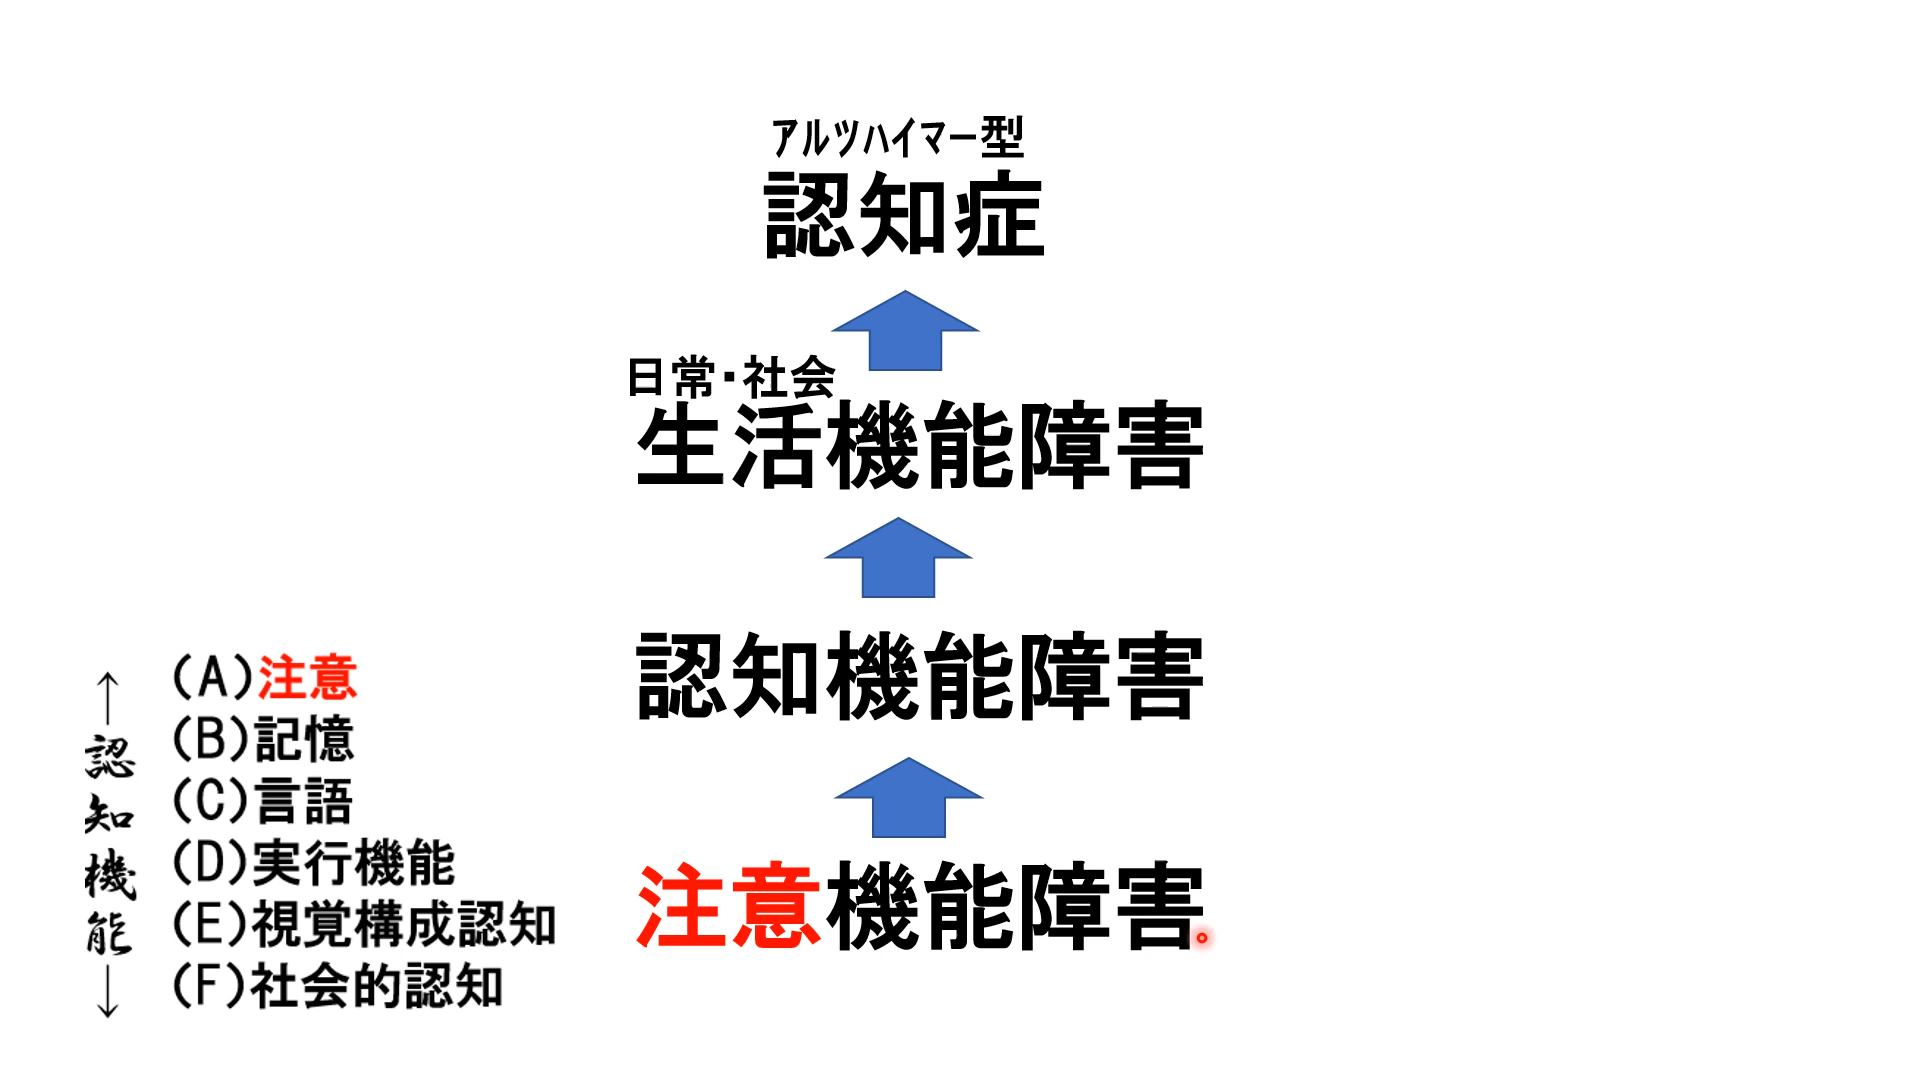 ｱﾙﾂﾊｲﾏｰ型
認知症
日常・社会
生活機能障害
認知機能障害
注意機能障害
↑認知機能↓
(A)注意
(B)記憶
(C)言語
(D)実行機能
(E)視覚構成認知
(F)社会的認知